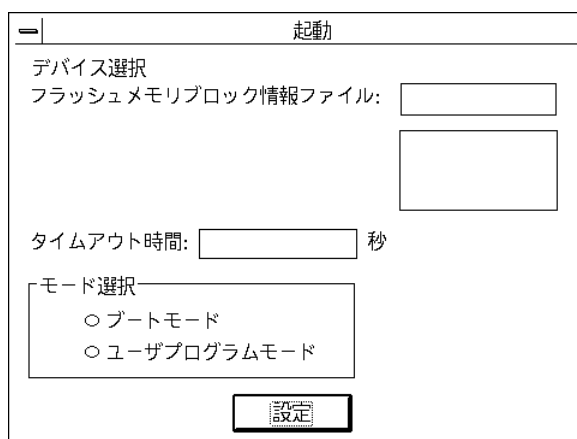 起動
デバイス選択
フラッシュメモリブロック情報ファイル:
タイムアウト時間: 秒
モード選択
ブートモード
ユーザプログラムモード
設定